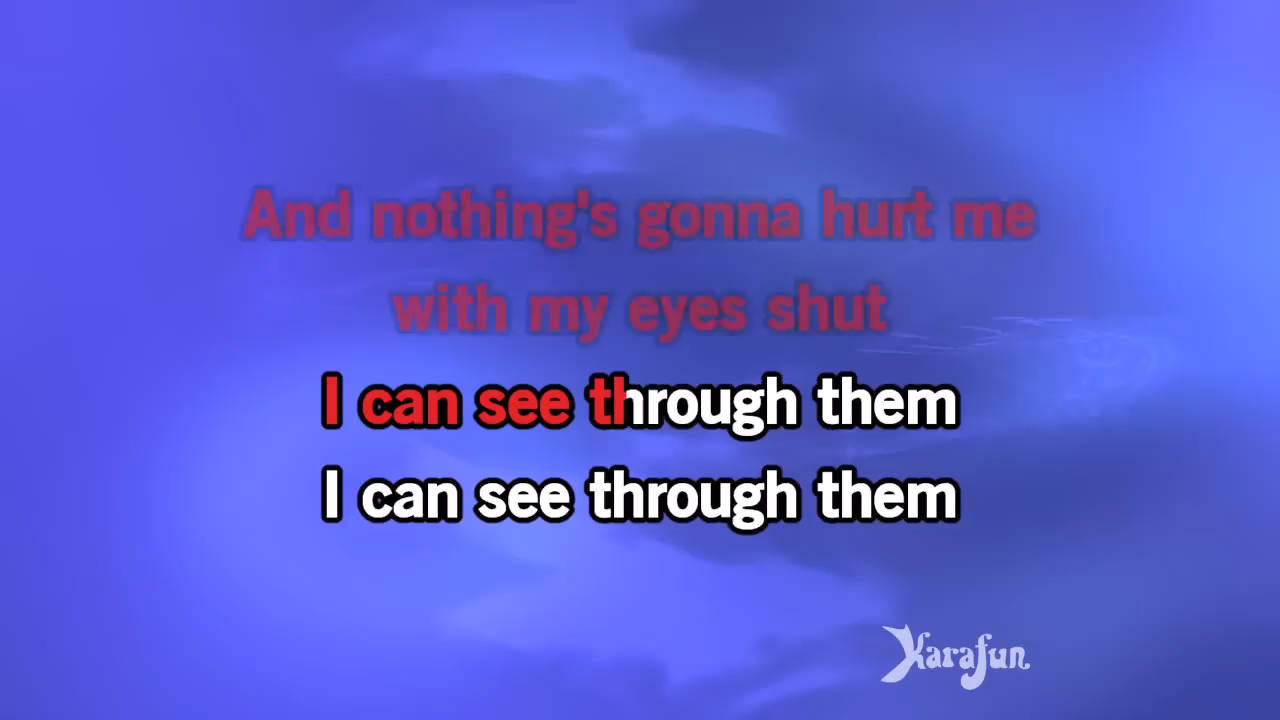 And nothing's gonna hurt me
with my eyes shut
I can see through them
I can see through them
Karafun